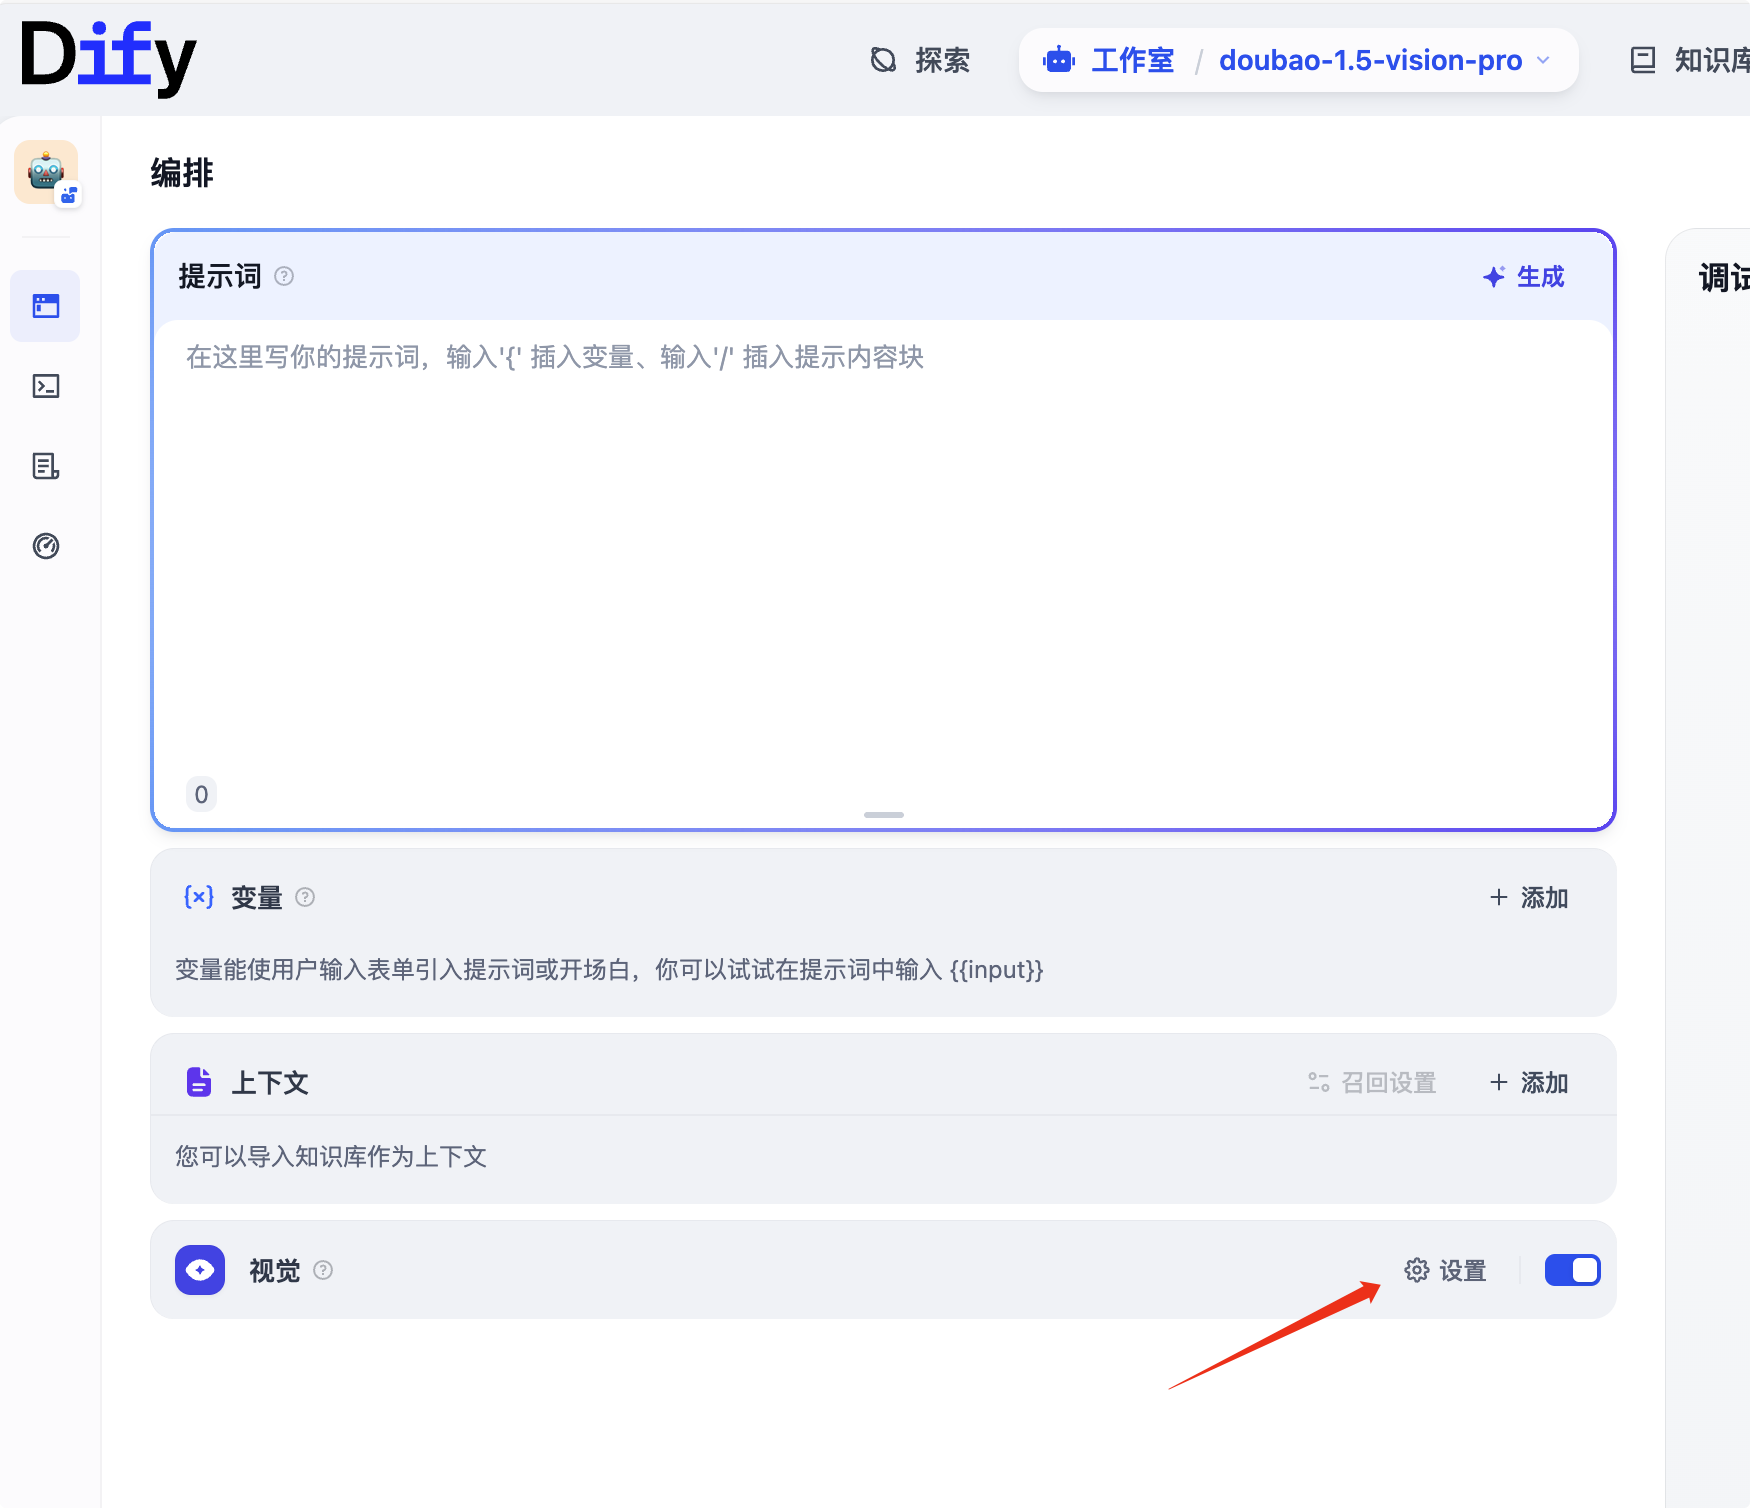 Dify
探索
工作室 / doubao-1.5-vision-pro
知识库
编排
提示词
生成
调试
在这里写你的提示词，输入'{' 插入变量、输入'/' 插入提示内容块
0
{x} 变量
+ 添加
变量能使用户输入表单引入提示词或开场白，你可以试试在提示词中输入 {{input}}
上下文
召回设置
+ 添加
您可以导入知识库作为上下文
视觉
设置